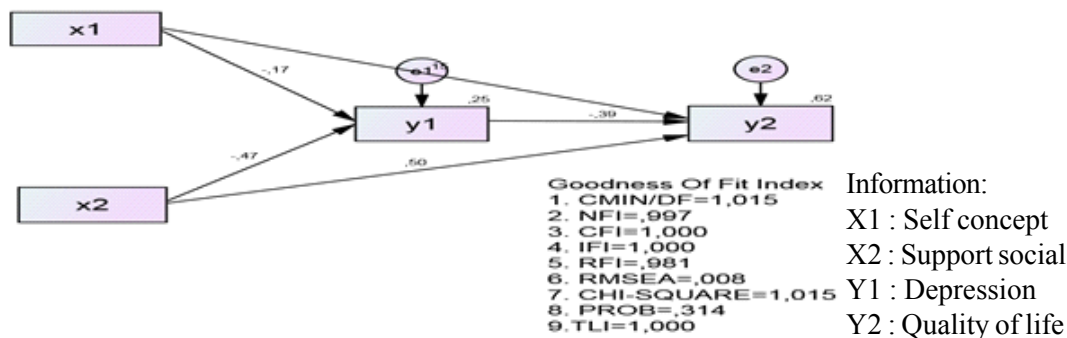 x1
-,17
e1
,25
y1
-,39
e2
,62
y2
-,47
,50
x2
Goodness Of Fit Index
1. CMIN/DF=1,015
2. NFI=,997
3. CFI=1,000
4. IFI=1,000
5. RFI=,981
6. RMSEA=,008
7. CHI-SQUARE=1,015
8. PROB=,314
9.TLI=1,000
Information:
X1 : Self concept
X2 : Support social
Y1 : Depression
Y2 : Quality of life